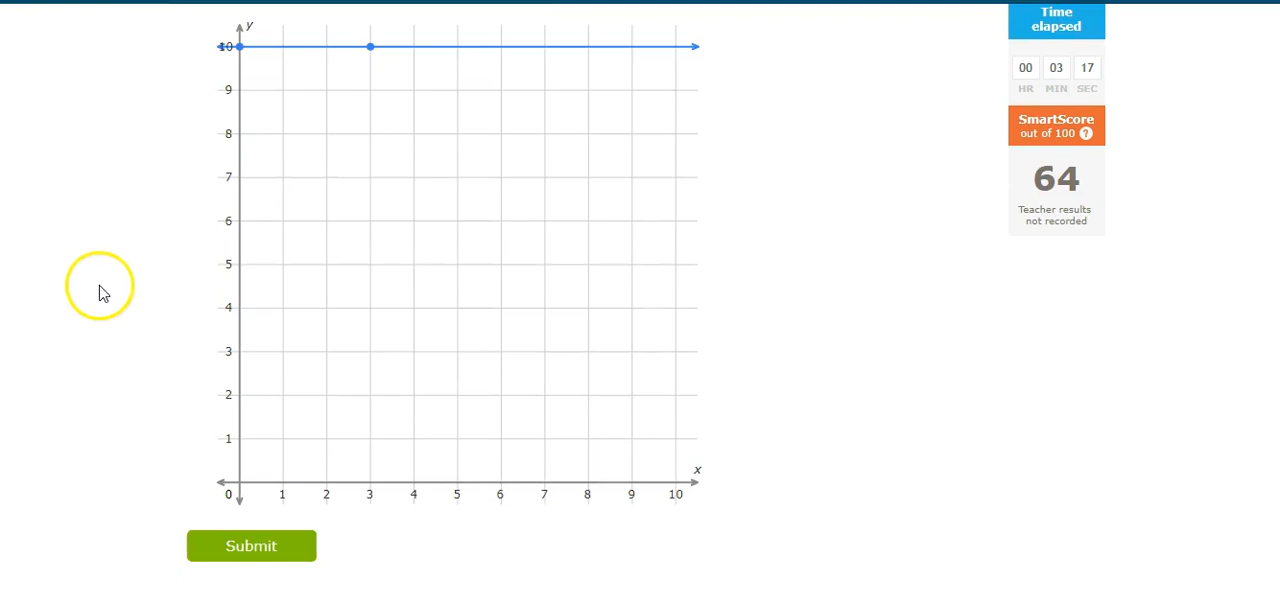 y
10
9
8
7
6
5
4
3
2
1
x
0 1 2 3 4 5 6 7 8 9 10
Submit
Time
elapsed
00 03 17
HR MIN SEC
SmartScore
out of 100 ?
64
Teacher results
not recorded